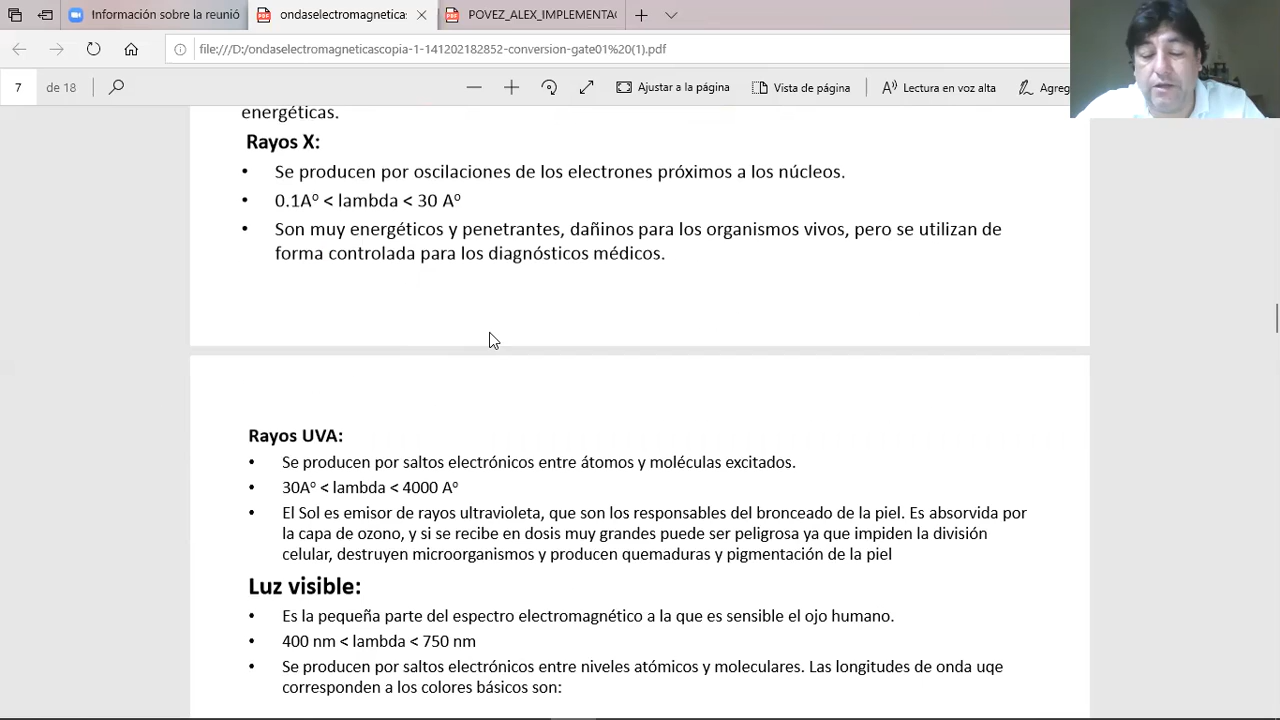 Información sobre la reunió
ondaselectromagnetica:
POVEZ_ALEX_IMPLEMENTAC
file:///D:/ondaselectromagneticascopia-1-141202182852-conversion-gate01%20(1).pdf
7 de 18
Ajustar a la página
Vista de página
Lectura en voz alta
Agreg
energéticas.
Rayos X:
• Se producen por oscilaciones de los electrones próximos a los núcleos.
• 0.1Aº < lambda < 30 Aº
• Son muy energéticos y penetrantes, dañinos para los organismos vivos, pero se utilizan de
forma controlada para los diagnósticos médicos.
Rayos UVA:
• Se producen por saltos electrónicos entre átomos y moléculas excitados.
• 30Aº < lambda < 4000 Aº
• El Sol es emisor de rayos ultravioleta, que son los responsables del bronceado de la piel. Es absorvida por
la capa de ozono, y si se recibe en dosis muy grandes puede ser peligrosa ya que impiden la división
celular, destruyen microorganismos y producen quemaduras y pigmentación de la piel
Luz visible:
• Es la pequeña parte del espectro electromagnético a la que es sensible el ojo humano.
• 400 nm < lambda < 750 nm
• Se producen por saltos electrónicos entre niveles atómicos y moleculares. Las longitudes de onda uqe
corresponden a los colores básicos son: